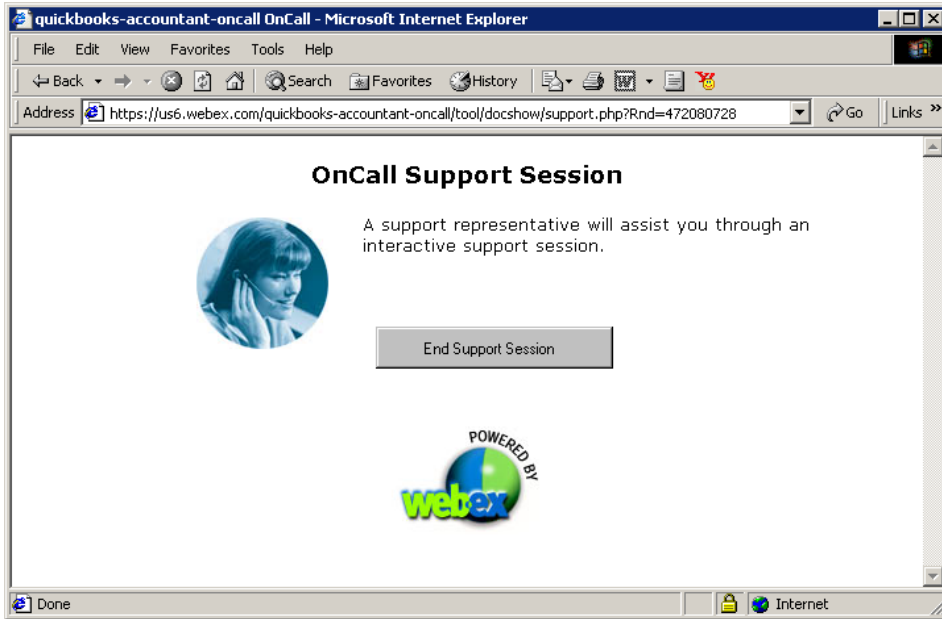 quickbooks-accountant-oncall OnCall - Microsoft Internet Explorer
File Edit View Favorites Tools Help
Back Search Favorites History
Address https://us6.webex.com/quickbooks-accountant-oncall/tool/docshow/support.php?Rnd=472080728 Go Links »
OnCall Support Session
A support representative will assist you through an
interactive support session.
End Support Session
POWERED BY
webex
Done Internet